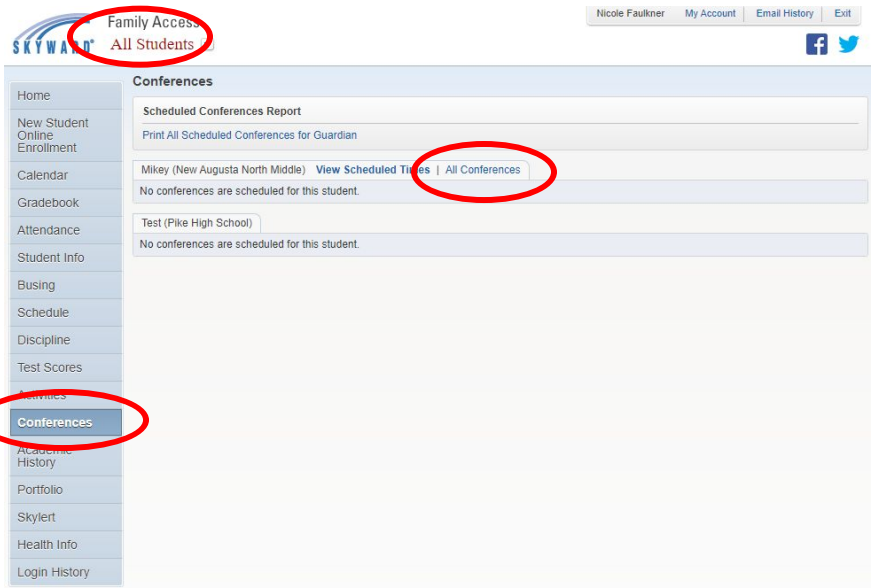 Family Access
Nicole Faulkner My Account Email History Exit
SKYWARD® All Students
f
Conferences
Home
New Student
Online
Enrollment
Calendar
Gradebook
Attendance
Student Info
Busing
Schedule
Discipline
Test Scores
Activities
Conferences
Academic
History
Portfolio
Skylert
Health Info
Login History
Scheduled Conferences Report
Print All Scheduled Conferences for Guardian
Mikey (New Augusta North Middle) View Scheduled Times | All Conferences
No conferences are scheduled for this student.
Test (Pike High School)
No conferences are scheduled for this student.